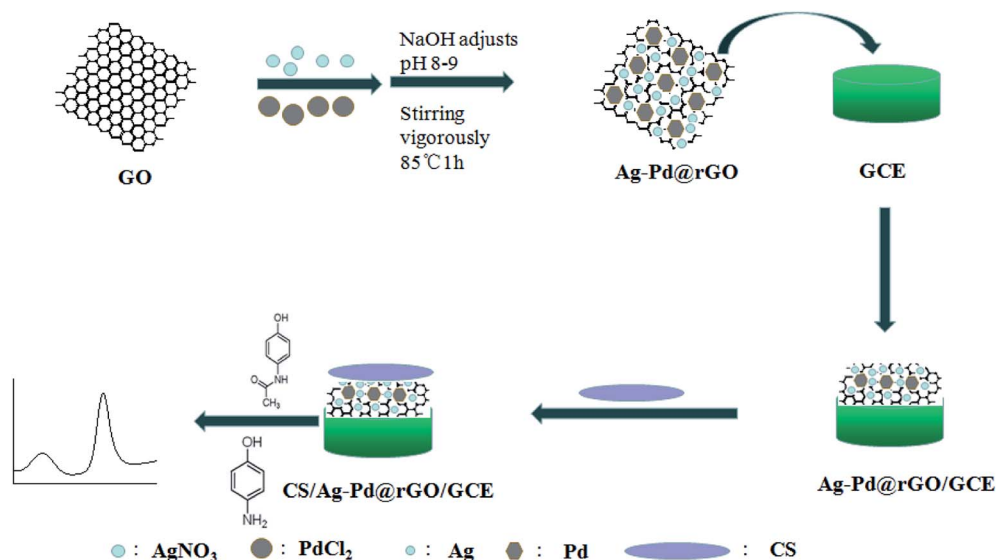 NaOH adjusts
pH 8-9
Stirring
vigorously
85℃1h
GO
Ag-Pd@rGO
GCE
OH
O
NH
CH₃
OH
NH₂
CS/Ag-Pd@rGO/GCE
Ag-Pd@rGO/GCE
: AgNO₃ : PdCl₂ : Ag : Pd : CS